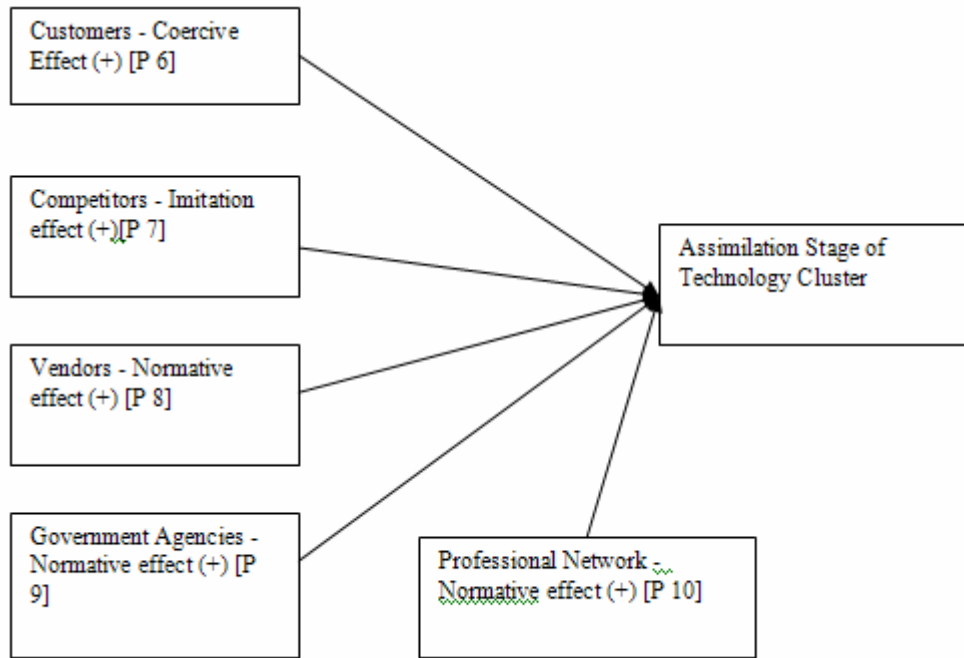 Customers - Coercive
Effect (+) [P 6]
Competitors - Imitation
effect (+)[P 7]
Assimilation Stage of
Technology Cluster
Vendors - Normative
effect (+) [P 8]
Government Agencies -
Normative effect (+) [P
9]
Professional Network -
Normative effect (+) [P 10]